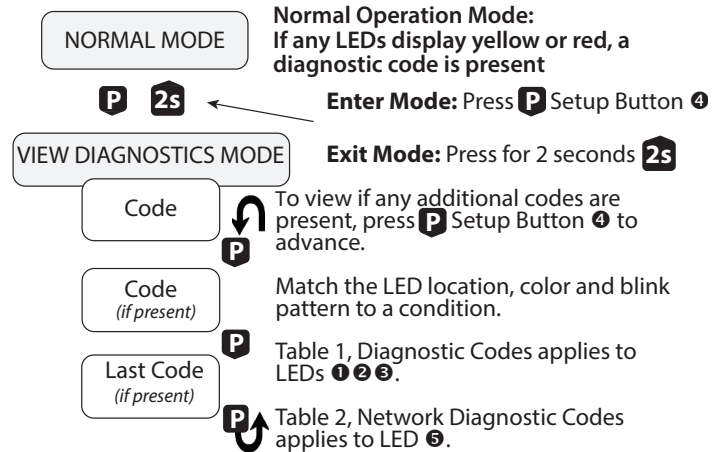 NORMAL MODE
Normal Operation Mode:
If any LEDs display yellow or red, a
diagnostic code is present
P 2s
Enter Mode: Press P Setup Button ❹
VIEW DIAGNOSTICS MODE
Exit Mode: Press for 2 seconds 2s
Code
P
To view if any additional codes are
present, press P Setup Button ❹ to
advance.
Code
(if present)
Match the LED location, color and blink
pattern to a condition.
P
Last Code
(if present)
Table 1, Diagnostic Codes applies to
LEDs ❶❷❸.
P
Table 2, Network Diagnostic Codes
applies to LED ❺.